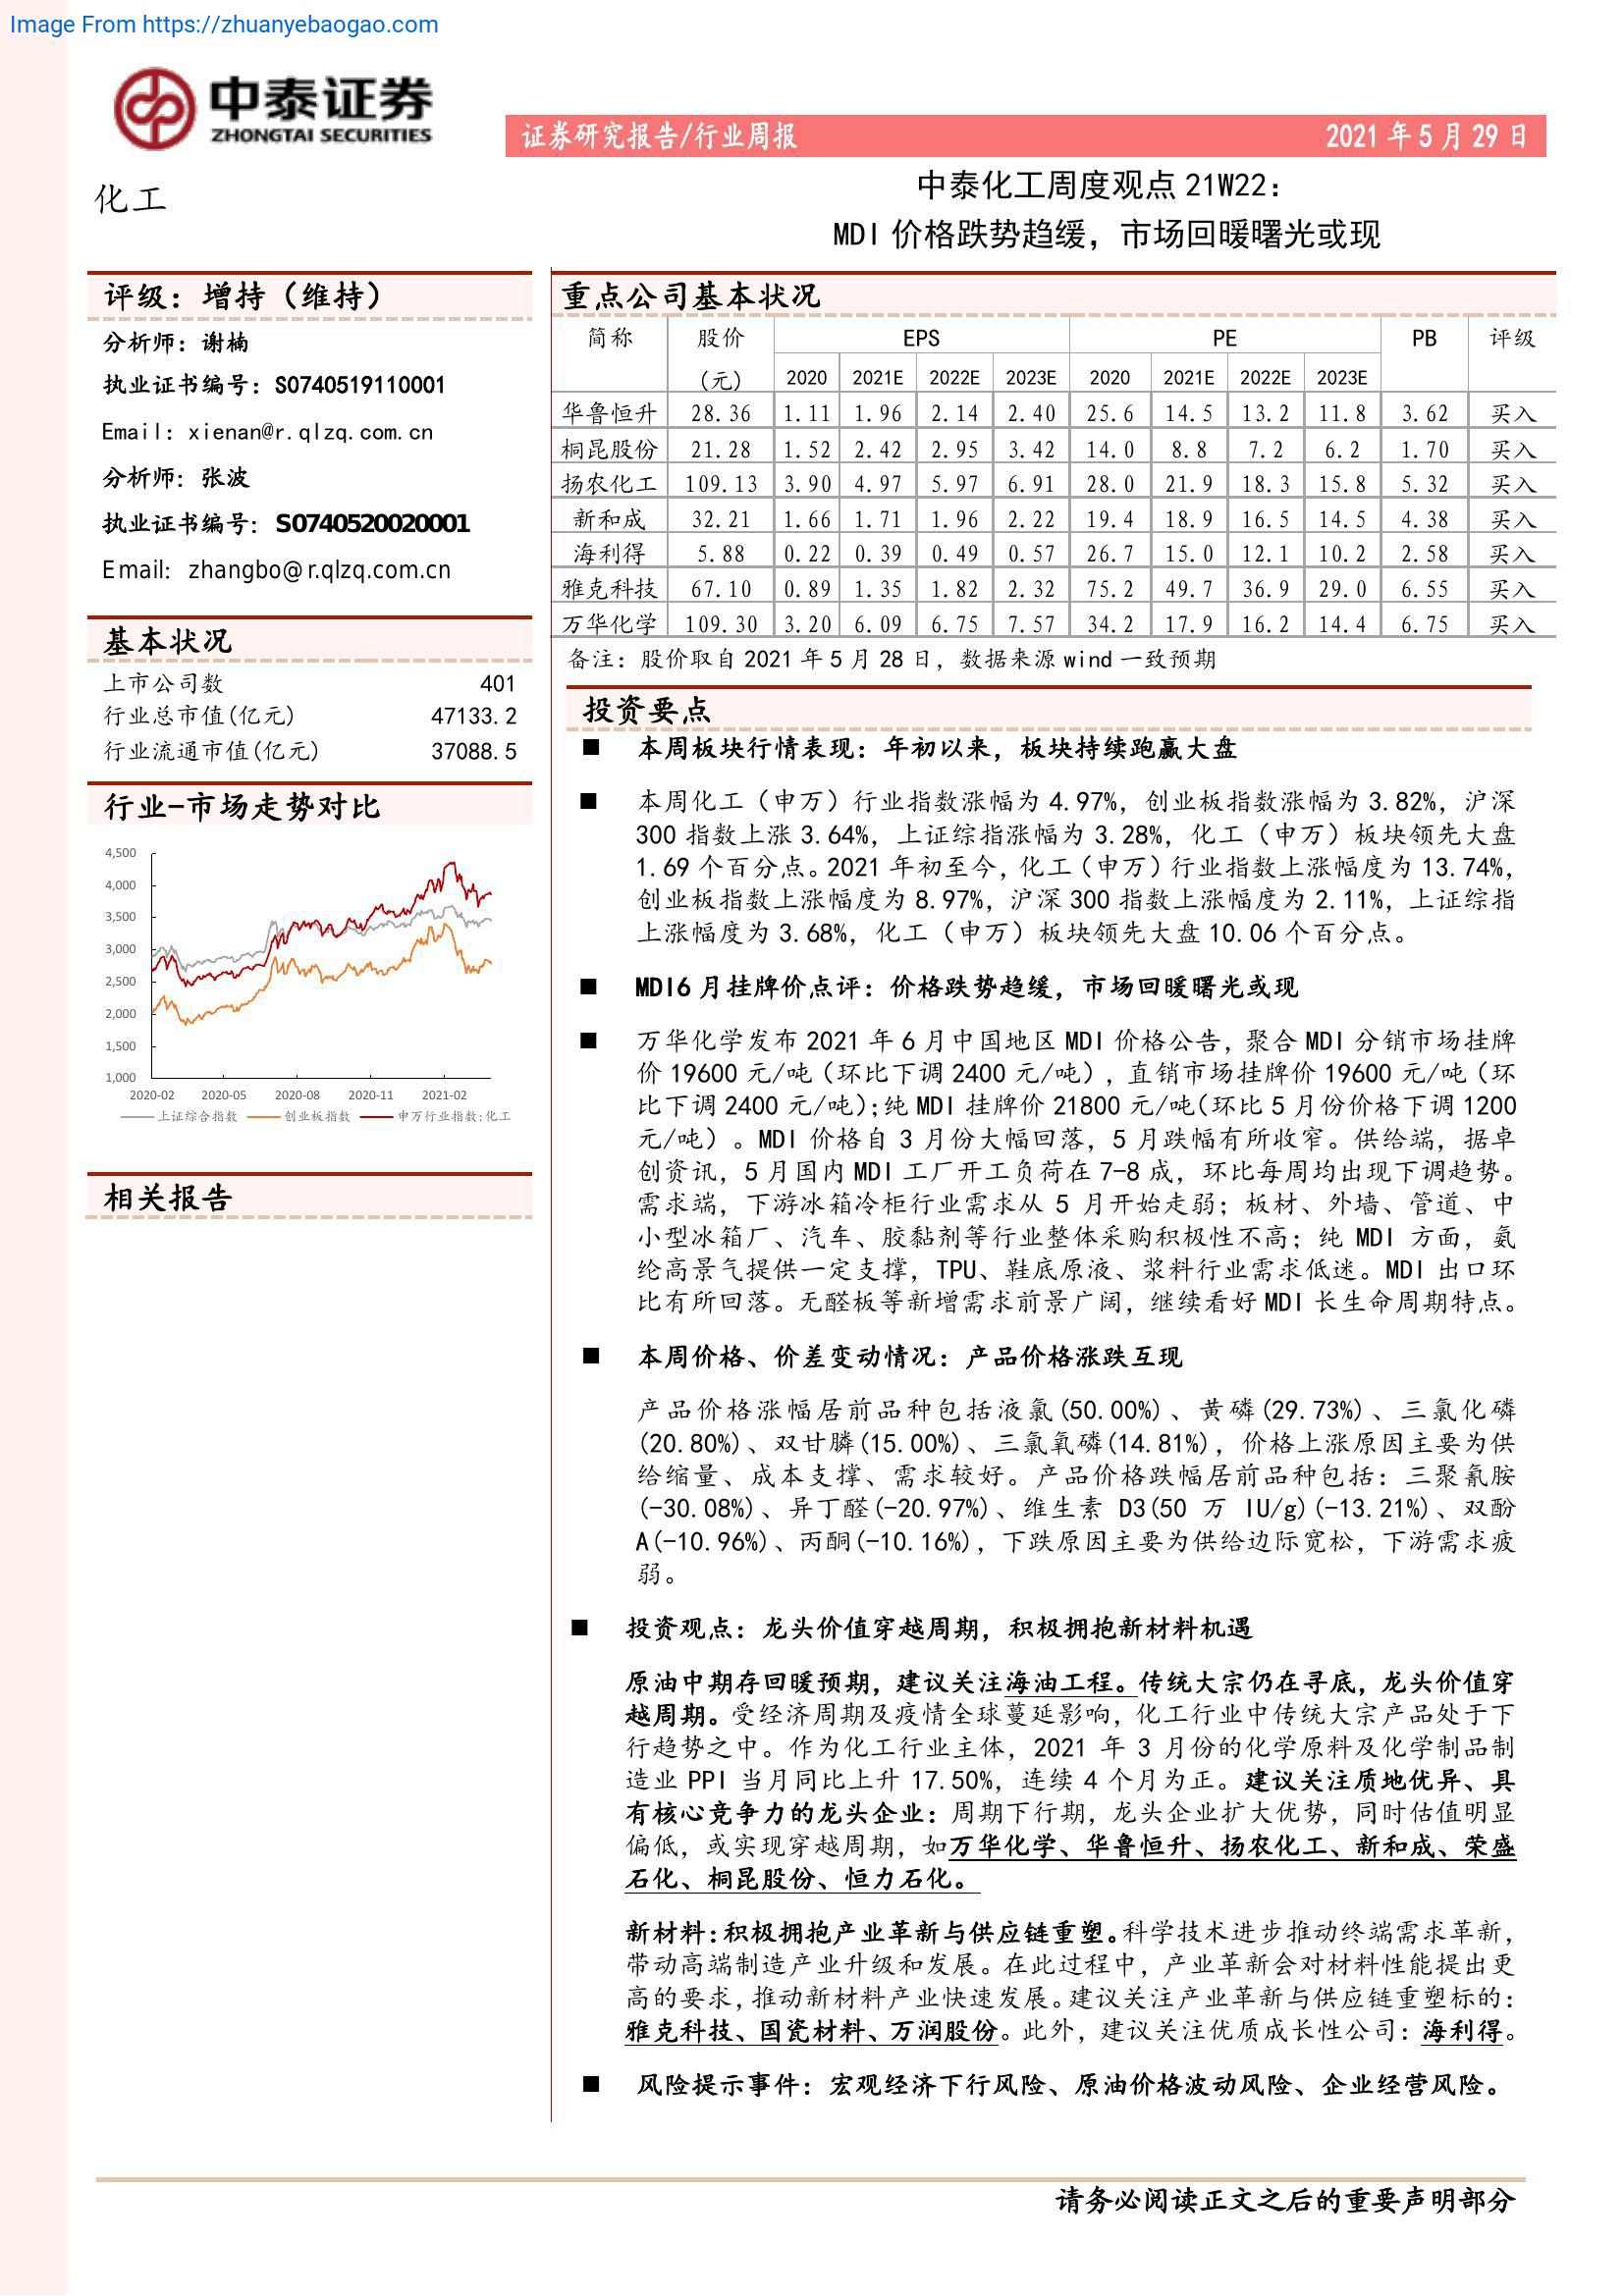 Image From https://zhuanyebaogao.com
中泰证券
ZHONGTAI SECURITIES
证券研究报告/行业周报 2021 年 5 月 29 日
化工
中泰化工周度观点 21W22：
MDI 价格跌势趋缓，市场回暖曙光或现
评级：增持（维持）
分析师：谢楠
执业证书编号：S0740519110001
Email：xienan@r.qlzq.com.cn
分析师：张波
执业证书编号：S0740520020001
Email：zhangbo@r.qlzq.com.cn
基本状况
上市公司数 401
行业总市值(亿元) 47133.2
行业流通市值(亿元) 37088.5
行业-市场走势对比
4,500
4,000
3,500
3,000
2,500
2,000
1,500
1,000
2020-02 2020-05 2020-08 2020-11 2021-02
上证综合指数 创业板指数 申万行业指数:化工
相关报告
重点公司基本状况
简称 股价 EPS PE PB 评级
(元) 2020 2021E 2022E 2023E 2020 2021E 2022E 2023E
华鲁恒升 28.36 1.11 1.96 2.14 2.40 25.6 14.5 13.2 11.8 3.62 买入
桐昆股份 21.28 1.52 2.42 2.95 3.42 14.0 8.8 7.2 6.2 1.70 买入
扬农化工 109.13 3.90 4.97 5.97 6.91 28.0 21.9 18.3 15.8 5.32 买入
新和成 32.21 1.66 1.71 1.96 2.22 19.4 18.9 16.5 14.5 4.38 买入
海利得 5.88 0.22 0.39 0.49 0.57 26.7 15.0 12.1 10.2 2.58 买入
雅克科技 67.10 0.89 1.35 1.82 2.32 75.2 49.7 36.9 29.0 6.55 买入
万华化学 109.30 3.20 6.09 6.75 7.57 34.2 17.9 16.2 14.4 6.75 买入
备注：股价取自 2021 年 5 月 28 日，数据来源 wind 一致预期
投资要点
■ 本周板块行情表现：年初以来，板块持续跑赢大盘
■ 本周化工（申万）行业指数涨幅为 4.97%，创业板指数涨幅为 3.82%，沪深
300 指数上涨 3.64%，上证综指涨幅为 3.28%，化工（申万）板块领先大盘
1.69 个百分点。2021 年初至今，化工（申万）行业指数上涨幅度为 13.74%，
创业板指数上涨幅度为 8.97%，沪深 300 指数上涨幅度为 2.11%，上证综指
上涨幅度为 3.68%，化工（申万）板块领先大盘 10.06 个百分点。
■ MDI6 月挂牌价点评：价格跌势趋缓，市场回暖曙光或现
■ 万华化学发布 2021 年 6 月中国地区 MDI 价格公告，聚合 MDI 分销市场挂牌
价 19600 元/吨（环比下调 2400 元/吨），直销市场挂牌价 19600 元/吨（环
比下调 2400 元/吨）；纯 MDI 挂牌价 21800 元/吨（环比 5 月份价格下调 1200
元/吨）。MDI 价格自 3 月份大幅回落，5 月跌幅有所收窄。供给端，据卓
创资讯，5 月国内 MDI 工厂开工负荷在 7-8 成，环比每周均出现下调趋势。
需求端，下游冰箱冷柜行业需求从 5 月开始走弱；板材、外墙、管道、中
小型冰箱厂、汽车、胶黏剂等行业整体采购积极性不高；纯 MDI 方面，氨
纶高景气提供一定支撑，TPU、鞋底原液、浆料行业需求低迷。MDI 出口环
比有所回落。无醛板等新增需求前景广阔，继续看好 MDI 长生命周期特点。
■ 本周价格、价差变动情况：产品价格涨跌互现
产品价格涨幅居前品种包括液氯(50.00%)、黄磷(29.73%)、三氯化磷
(20.80%)、双甘膦(15.00%)、三氯氧磷(14.81%)，价格上涨原因主要为供
给缩量、成本支撑、需求较好。产品价格跌幅居前品种包括：三聚氰胺
(-30.08%)、异丁醛(-20.97%)、维生素 D3(50 万 IU/g)(-13.21%)、双酚
A(-10.96%)、丙酮(-10.16%)，下跌原因主要为供给边际宽松，下游需求疲
弱。
■ 投资观点：龙头价值穿越周期，积极拥抱新材料机遇
原油中期存回暖预期，建议关注海油工程。传统大宗仍在寻底，龙头价值穿
越周期。受经济周期及疫情全球蔓延影响，化工行业中传统大宗产品处于下
行趋势之中。作为化工行业主体，2021 年 3 月份的化学原料及化学制品制
造业 PPI 当月同比上升 17.50%，连续 4 个月为正。建议关注质地优异、具
有核心竞争力的龙头企业：周期下行期，龙头企业扩大优势，同时估值明显
偏低，或实现穿越周期，如万华化学、华鲁恒升、扬农化工、新和成、荣盛
石化、桐昆股份、恒力石化。
新材料：积极拥抱产业革新与供应链重塑。科学技术进步推动终端需求革新，
带动高端制造产业升级和发展。在此过程中，产业革新会对材料性能提出更
高的要求，推动新材料产业快速发展。建议关注产业革新与供应链重塑标的：
雅克科技、国瓷材料、万润股份。此外，建议关注优质成长性公司：海利得。
■ 风险提示事件：宏观经济下行风险、原油价格波动风险、企业经营风险。
请务必阅读正文之后的重要声明部分